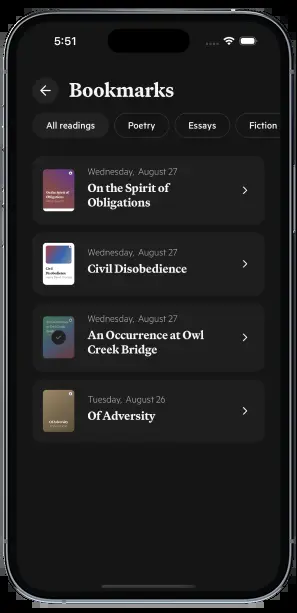 5:51
Bookmarks
All readings
Poetry
Essays
Fiction
Wednesday, August 27
On the Spirit of
Obligations
On the Spirit of
Obligations
Wednesday, August 27
Civil Disobedience
Civil
Disobedience
Wednesday, August 27
An Occurrence at Owl
Creek Bridge
Tuesday, August 26
Of Adversity
Of Adversity